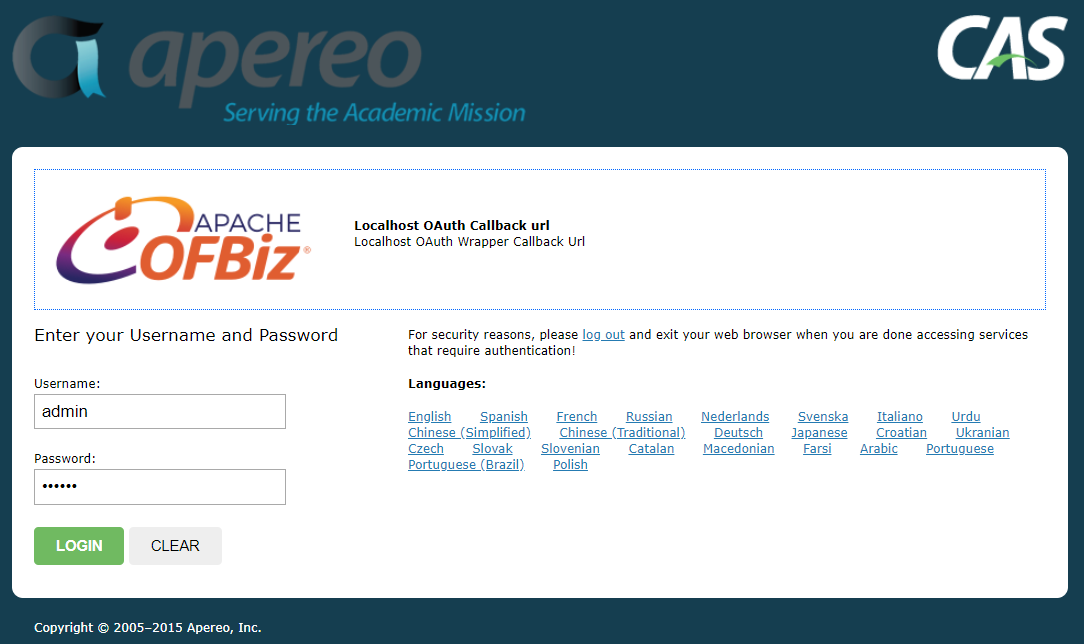 apereo
Serving the Academic Mission
CAS
APACHE
OFBiz®
Localhost OAuth Callback url
Localhost OAuth Wrapper Callback Url
Enter your Username and Password
Username:
admin
Password:
••••••
LOGIN CLEAR
For security reasons, please log out and exit your web browser when you are done accessing services
that require authentication!
Languages:
English Spanish French Russian Nederlands Svenska Italiano Urdu
Chinese (Simplified) Chinese (Traditional) Deutsch Japanese Croatian Ukranian
Czech Slovak Slovenian Catalan Macedonian Farsi Arabic Portuguese
Portuguese (Brazil) Polish
Copyright © 2005–2015 Apereo, Inc.